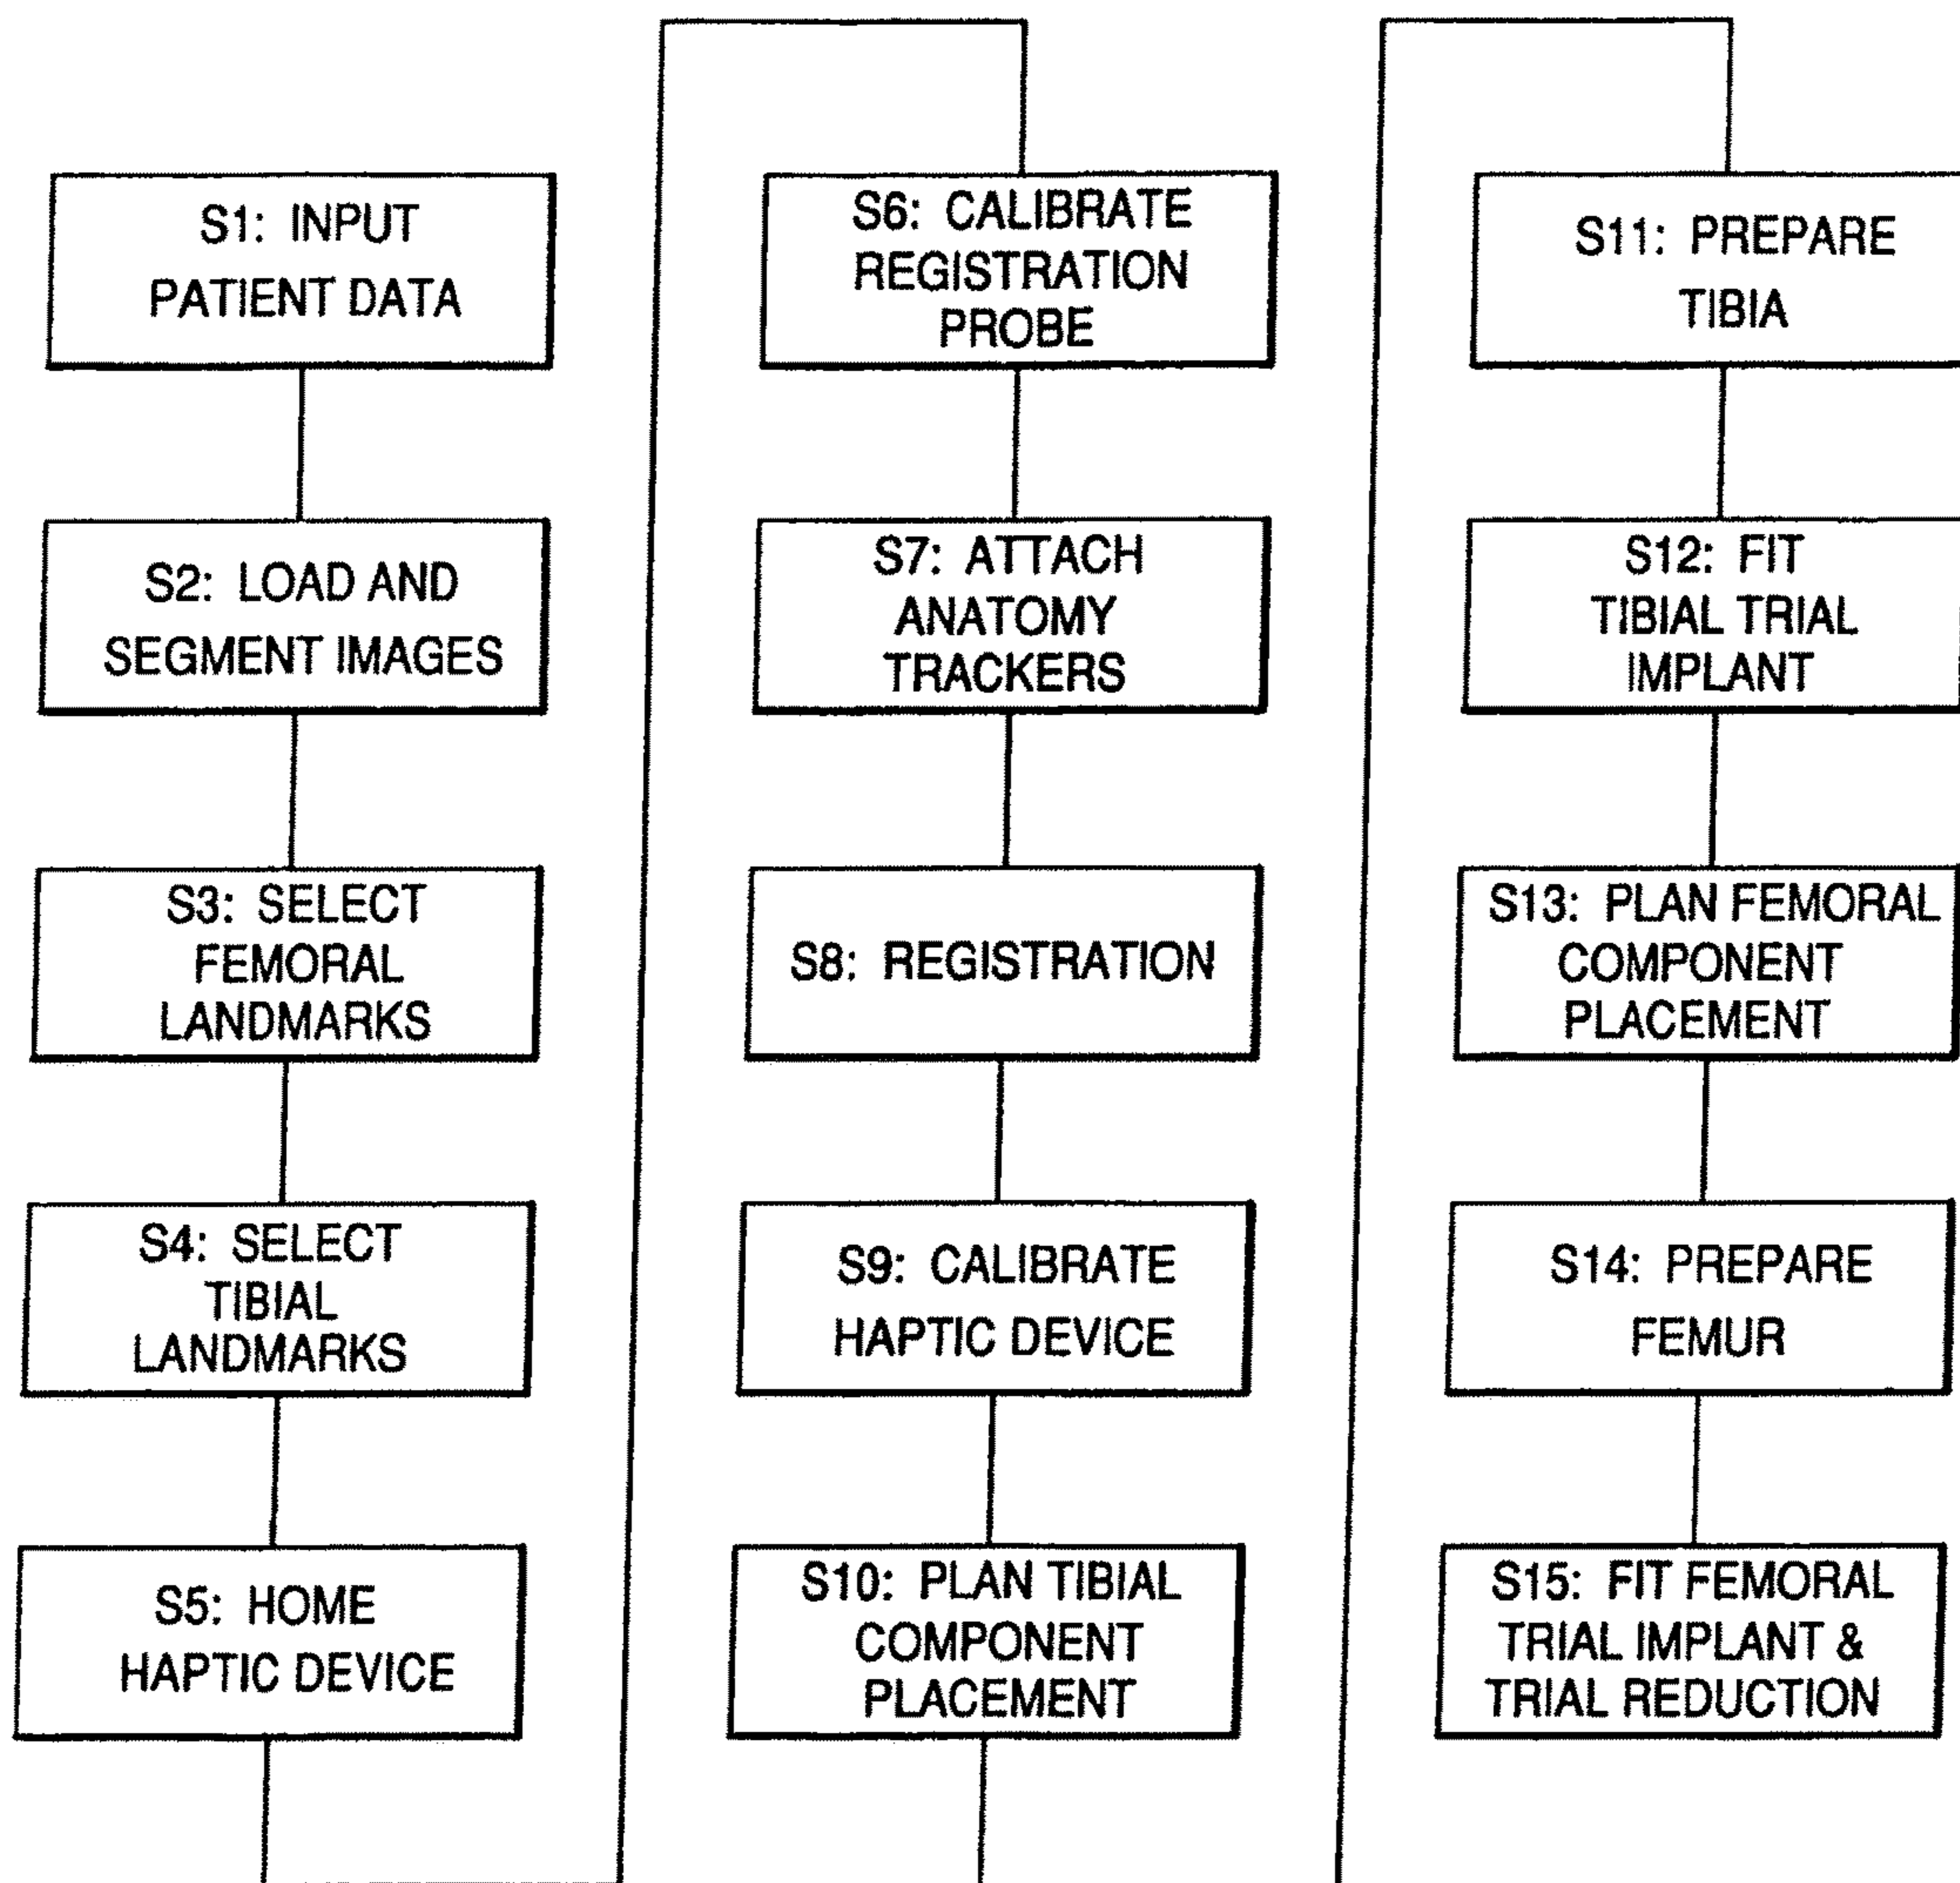 S1: INPUT
PATIENT DATA
S2: LOAD AND
SEGMENT IMAGES
S3: SELECT
FEMORAL
LANDMARKS
S4: SELECT
TIBIAL
LANDMARKS
S5: HOME
HAPTIC DEVICE
S6: CALIBRATE
REGISTRATION
PROBE
S7: ATTACH
ANATOMY
TRACKERS
S8: REGISTRATION
S9: CALIBRATE
HAPTIC DEVICE
S10: PLAN TIBIAL
COMPONENT
PLACEMENT
S11: PREPARE
TIBIA
S12: FIT
TIBIAL TRIAL
IMPLANT
S13: PLAN FEMORAL
COMPONENT
PLACEMENT
S14: PREPARE
FEMUR
S15: FIT FEMORAL
TRIAL IMPLANT &
TRIAL REDUCTION